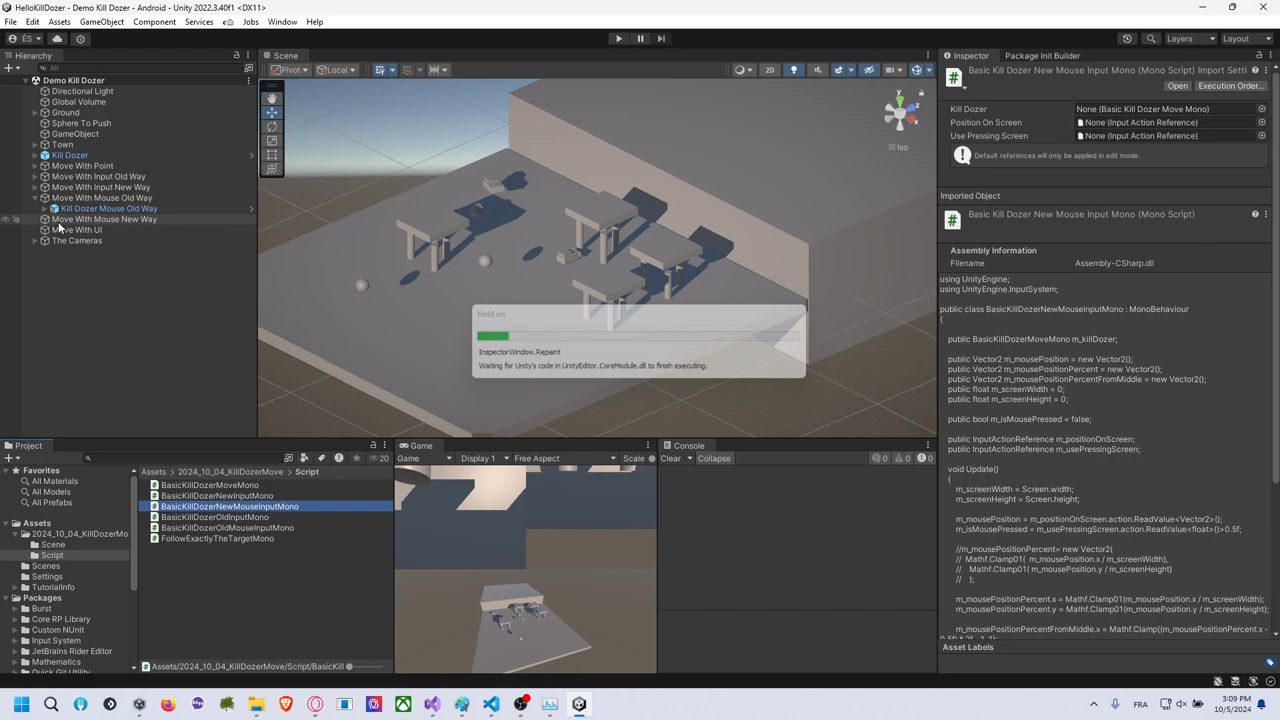 HelloKillDozer - Demo Kill Dozer - Android - Unity 2022.3.40f1* <DX11>
File Edit Assets GameObject Component Services Jobs Window Help
ÉS Layers Layout
Hierarchy
All
Demo Kill Dozer
Directional Light
Global Volume
Ground
Sphere To Push
GameObject
Town
Kill Dozer
Move With Point
Move With Input Old Way
Move With Input New Way
Move With Mouse Old Way
Kill Dozer Mouse Old Way
Move With Mouse New Way
Move With UI
The Cameras
Scene
Pivot Local 2D
Iso
Hold on
InspectorWindow.Repaint
Waiting for Unity's code in UnityEditor.CoreModule.dll to finish executing.
Inspector Package Init Builder
Basic Kill Dozer New Mouse Input Mono (Mono Script) Import Setti
Open Execution Order...
Kill Dozer None (Basic Kill Dozer Move Mono)
Position On Screen None (Input Action Reference)
Use Pressing Screen None (Input Action Reference)
Default references will only be applied in edit mode.
Imported Object
Basic Kill Dozer New Mouse Input Mono (Mono Script)
Assembly Information
Filename Assembly-CSharp.dll
using UnityEngine;
using UnityEngine.InputSystem;
public class BasicKillDozerNewMouseInputMono : MonoBehaviour
{
public BasicKillDozerMoveMono m_killDozer;
public Vector2 m_mousePosition = new Vector2();
public Vector2 m_mousePositionPercent = new Vector2();
public Vector2 m_mousePositionPercentFromMiddle = new Vector2();
public float m_screenWidth = 0;
public float m_screenHeight = 0;
public bool m_isMousePressed = false;
public InputActionReference m_positionOnScreen;
public InputActionReference m_usePressingScreen;
void Update()
{
m_screenWidth = Screen.width;
m_screenHeight = Screen.height;
m_mousePosition = m_positionOnScreen.action.ReadValue<Vector2>();
m_isMousePressed = m_usePressingScreen.action.ReadValue<float>()>0.5f;
//m_mousePositionPercent= new Vector2(
// Mathf.Clamp01( m_mousePosition.x / m_screenWidth),
// Mathf.Clamp01( m_mousePosition.y / m_screenHeight)
// );
m_mousePositionPercent.x = Mathf.Clamp01(m_mousePosition.x / m_screenWidth);
m_mousePositionPercent.y = Mathf.Clamp01(m_mousePosition.y / m_screenHeight);
m_mousePositionPercentFromMiddle.x = Mathf.Clamp((m_mousePositionPercent.x -
Asset Labels
Project
20
Favorites
All Materials
All Models
All Prefabs
Assets
2024_10_04_KillDozerMo
Scene
Script
Scenes
Settings
TutorialInfo
Packages
Burst
Core RP Library
Custom NUnit
Input System
JetBrains Rider Editor
Mathematics
Assets 2024_10_04_KillDozerMove Script
BasicKillDozerMoveMono
BasicKillDozerNewInputMono
BasicKillDozerNewMouseInputMono
BasicKillDozerOldInputMono
BasicKillDozerOldMouseInputMono
FollowExactlyTheTargetMono
Assets/2024_10_04_KillDozerMove/Script/BasicKill
Game
Game Display 1 Free Aspect Scale
Console
Clear Collapse 0 0 0
FRA 3:09 PM
10/5/2024